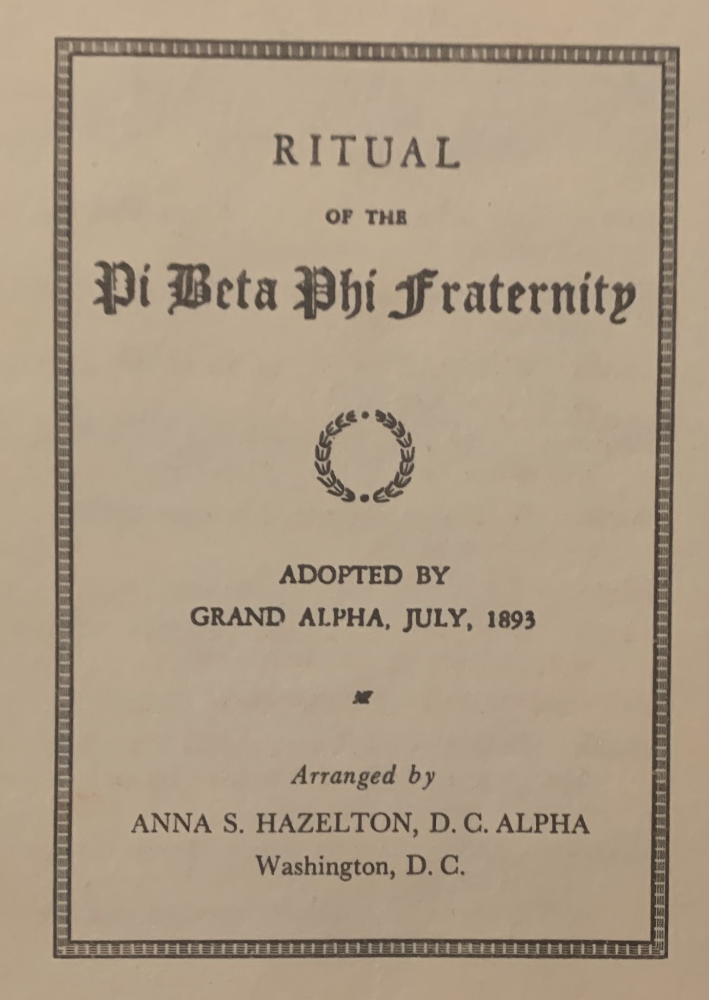 RITUAL
OF THE
Pi Beta Phi Fraternity
ADOPTED BY
GRAND ALPHA, JULY, 1893
Arranged by
ANNA S. HAZELTON, D. C. ALPHA
Washington, D. C.